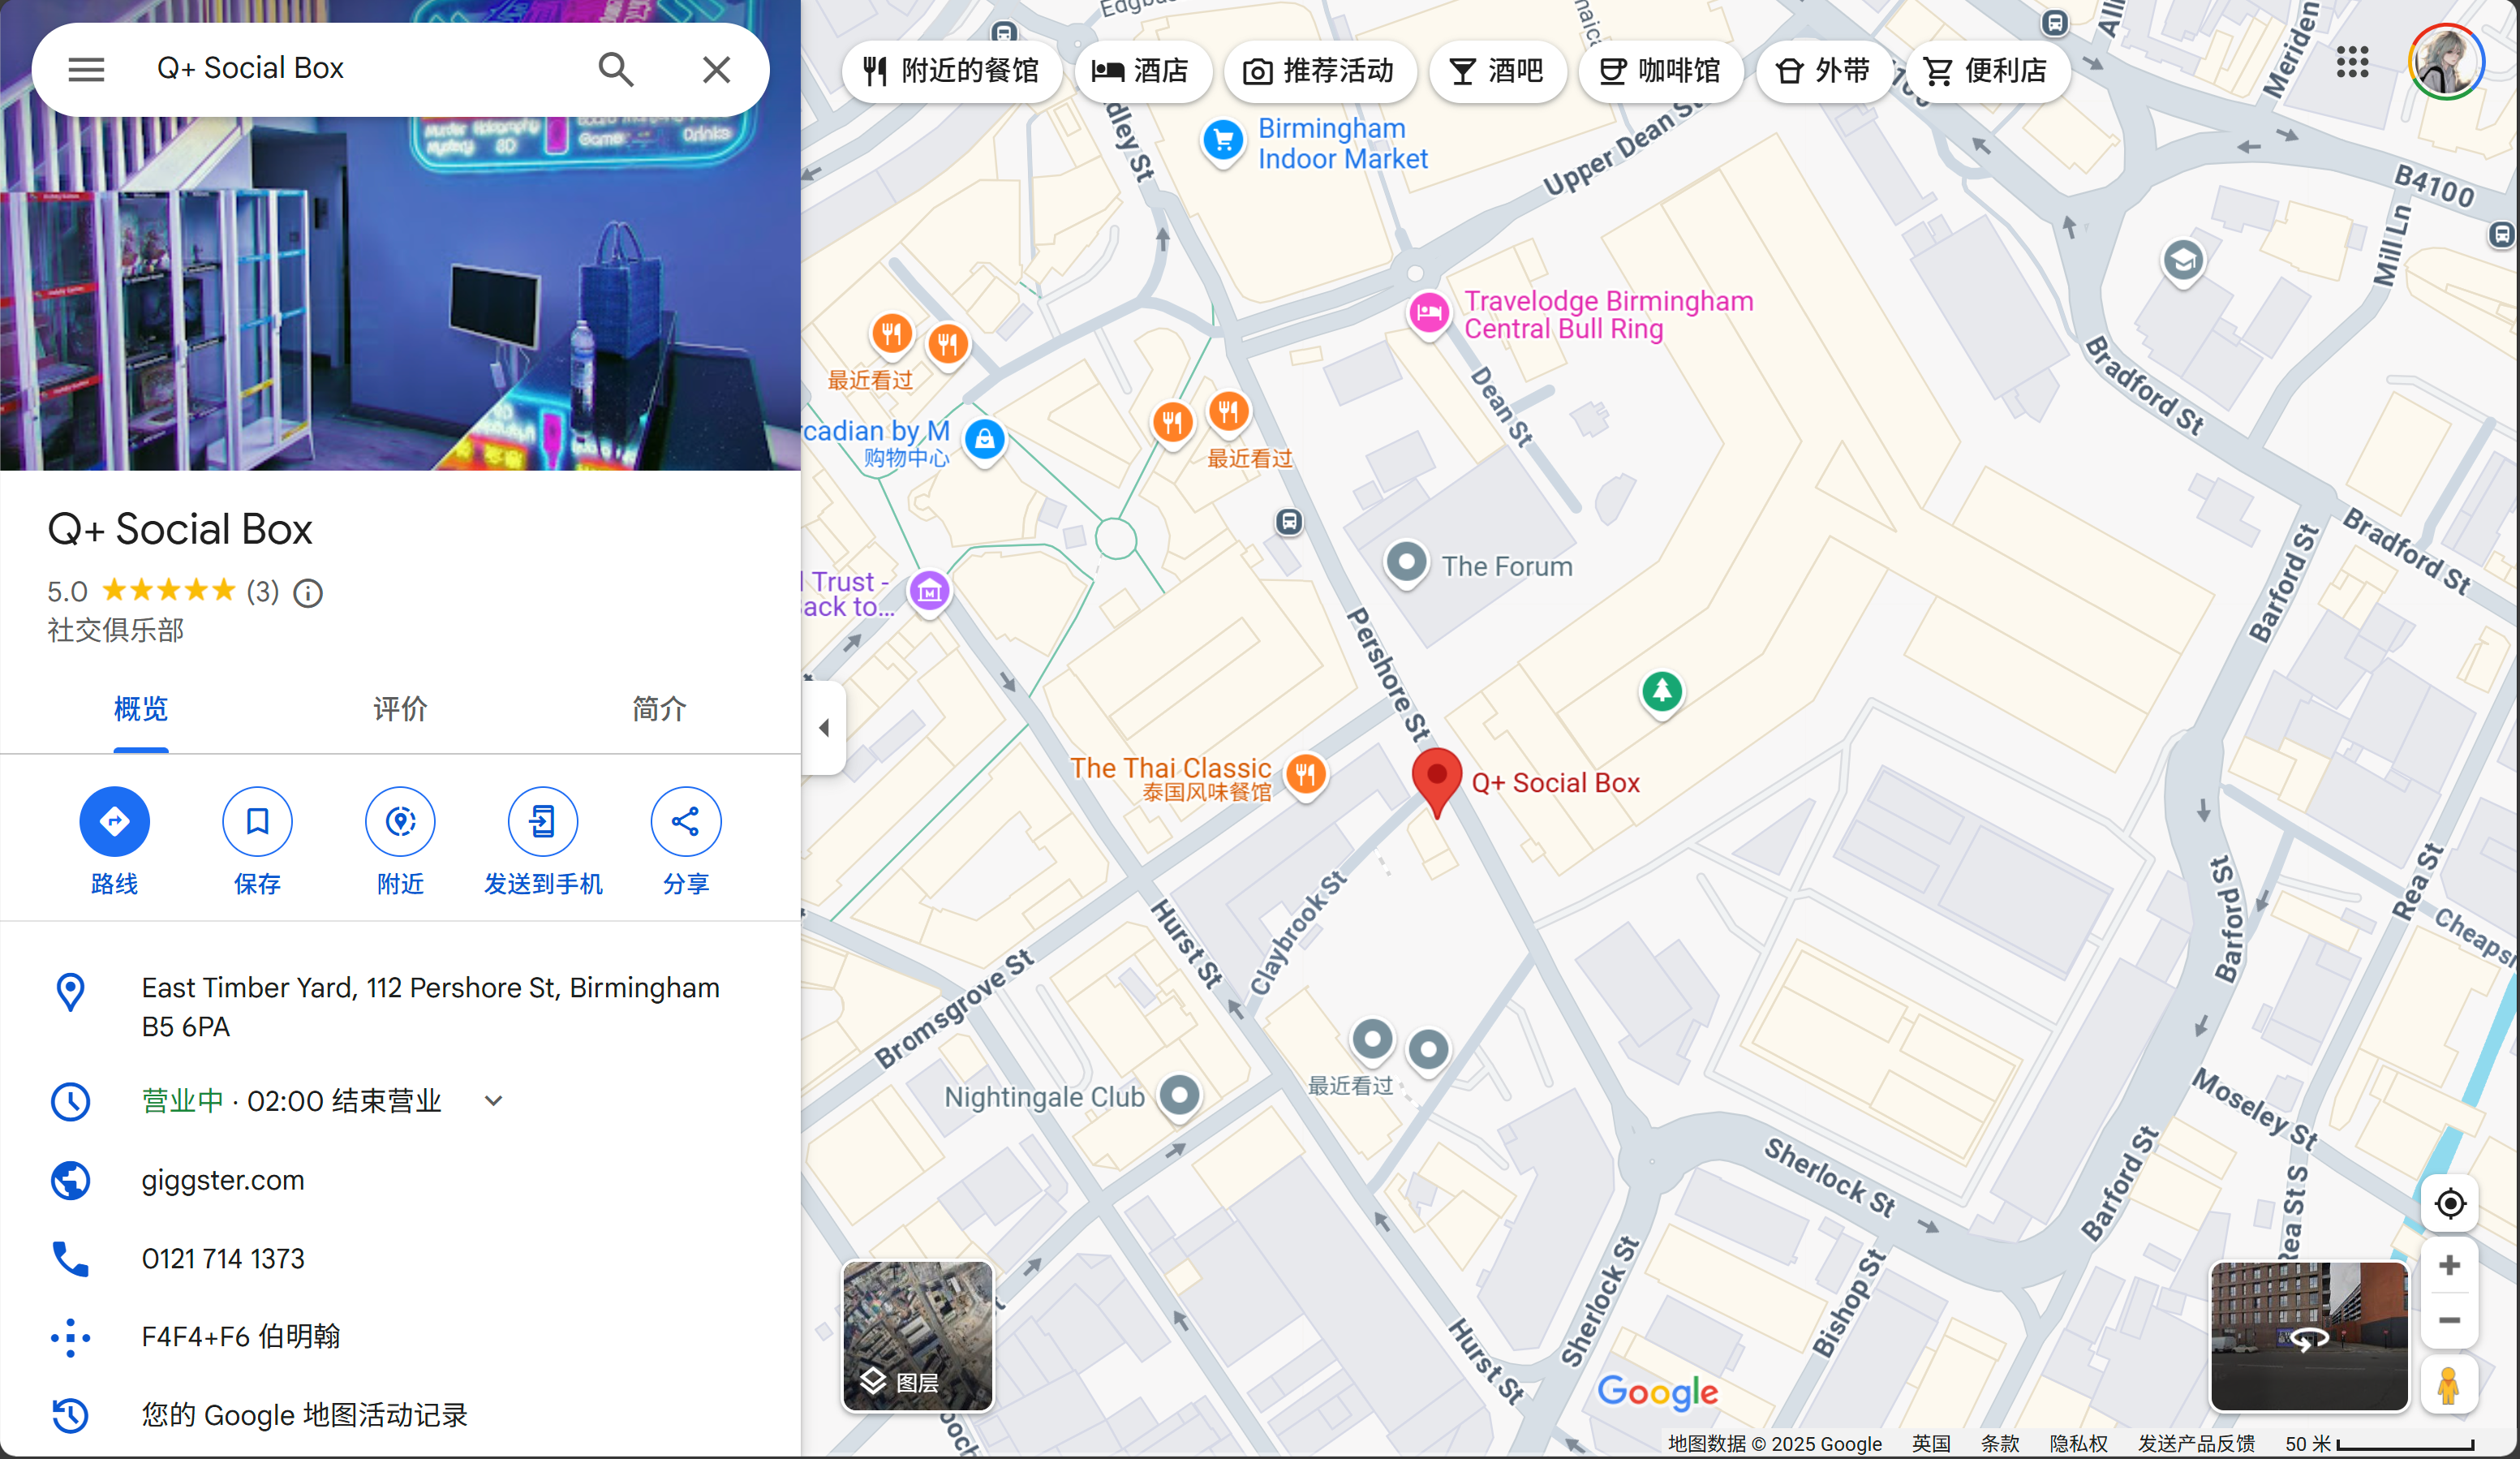 Q+ Social Box
Murder
Mystery
3D
Game
Drinks
Q+ Social Box
5.0
(3)
社交俱乐部
概览
评价
简介
路线
保存
附近
发送到手机
分享
East Timber Yard, 112 Pershore St, Birmingham
B5 6PA
营业中 · 02:00 结束营业
giggster.com
0121 714 1373
F4F4+F6 伯明翰
您的 Google 地图活动记录
附近的餐馆
酒店
推荐活动
酒吧
咖啡馆
外带
便利店
Birmingham
Indoor Market
Upper Dean St
Meriden
B4100
Mill Ln
Travelodge Birmingham
Central Bull Ring
Dean St
Bradford St
最近看过
rcadian by M
购物中心
最近看过
Bradford St
Barford St
The Forum
l Trust -
ack to...
Pershore St
The Thai Classic
泰国风味餐馆
Q+ Social Box
Claybrook St
Hurst St
Bromsgrove St
Barford St
Rea St
Cheaps
最近看过
Nightingale Club
Moseley St
Sherlock St
Barford St
Rea St S
Sherlock St
Bishop St
Hurst St
图层
Google
地图数据 © 2025 Google
英国
条款
隐私权
发送产品反馈
50 米